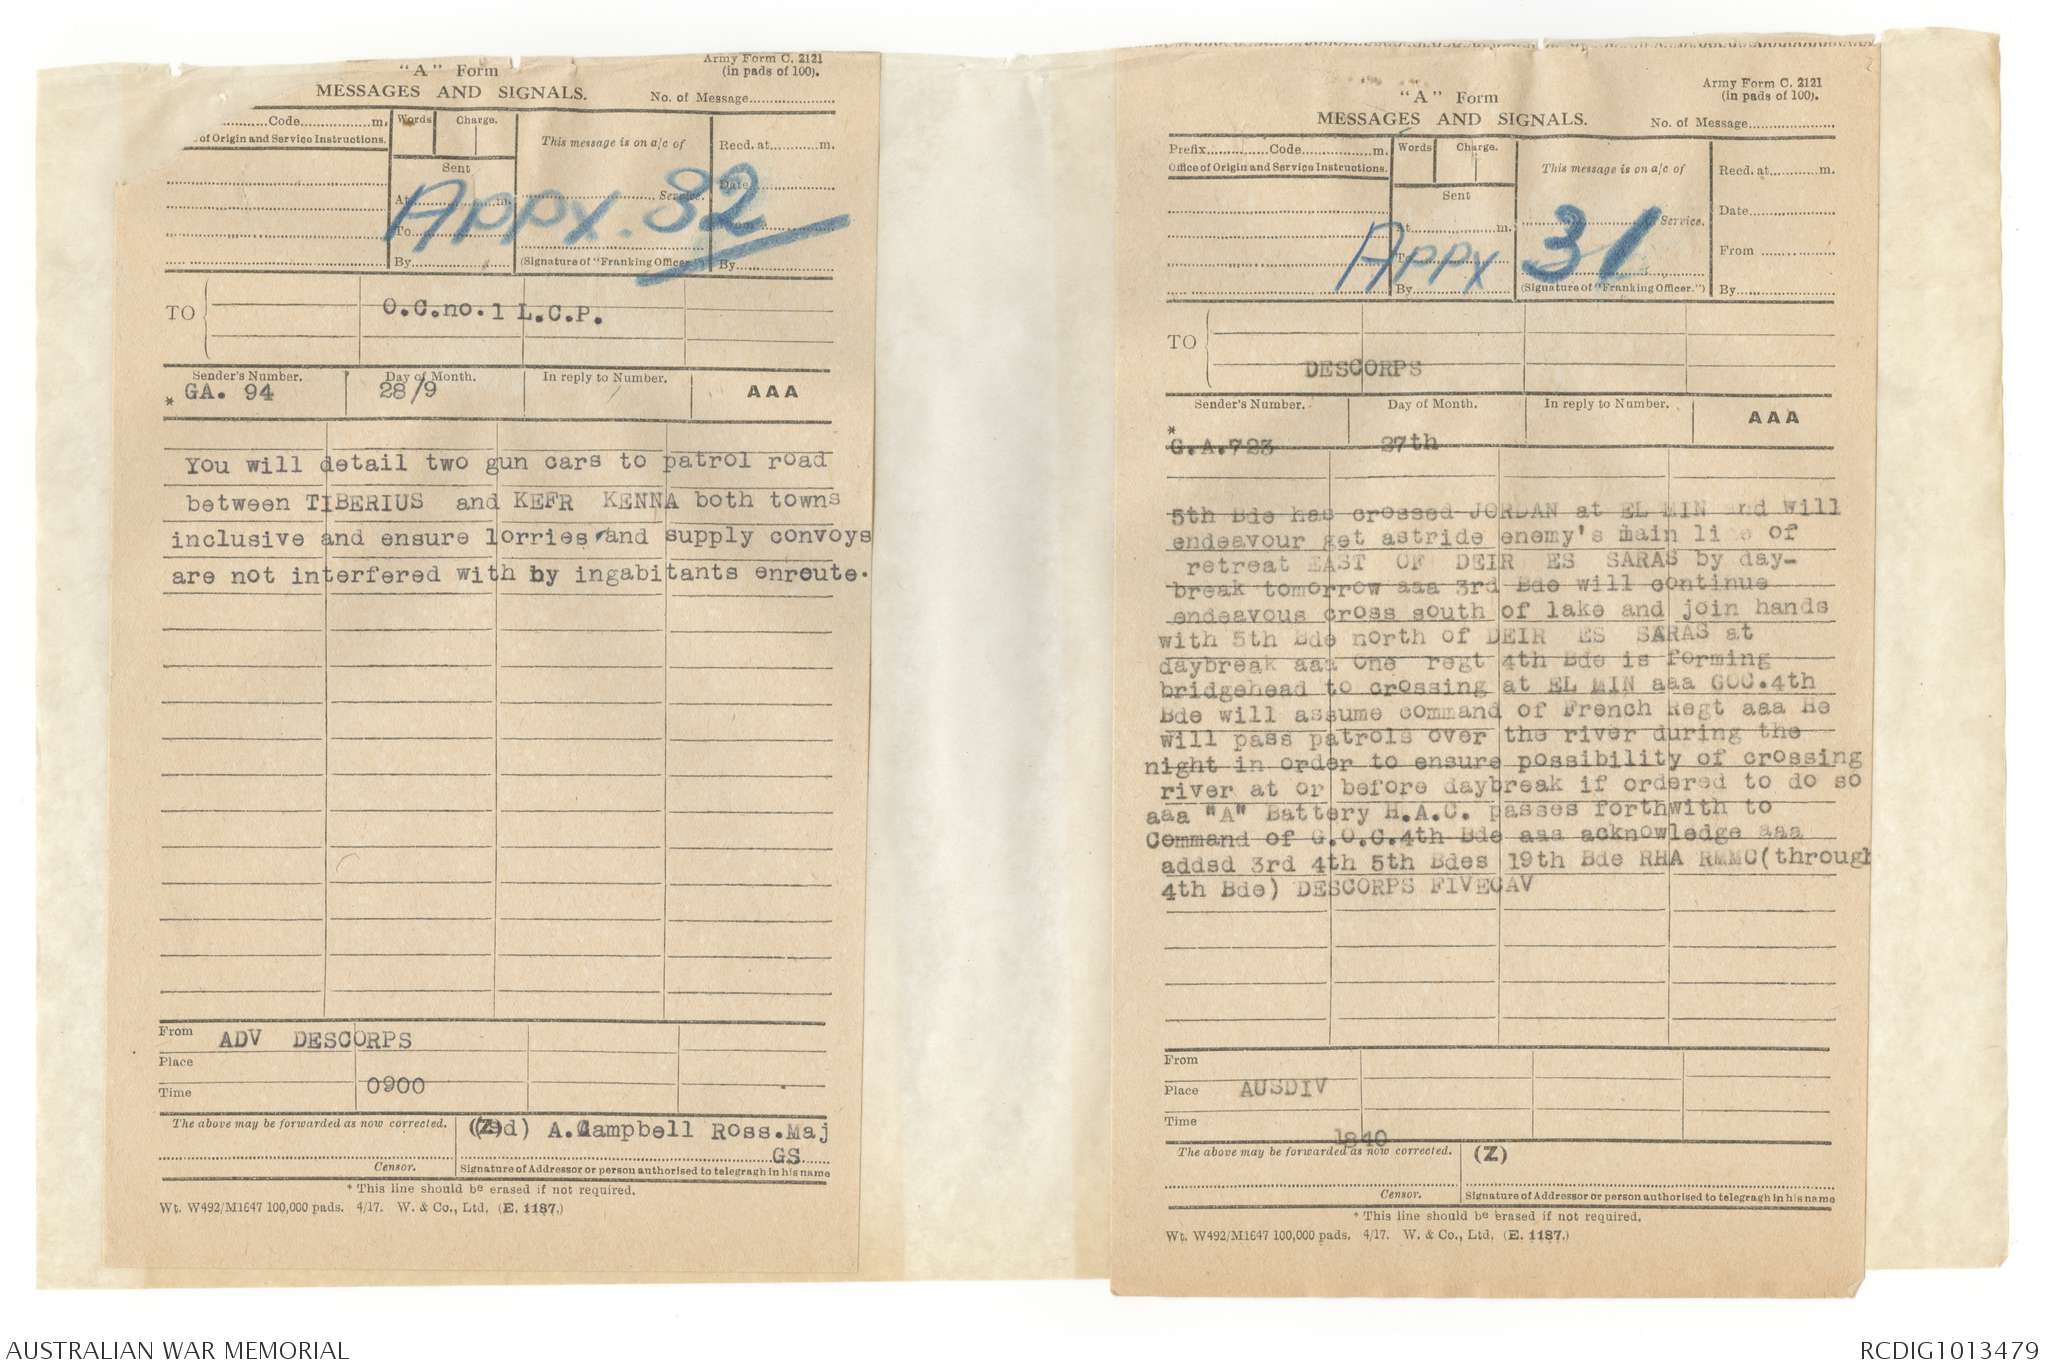 "A" Form
Army Form C. 2121
(in pads of 100).
MESSAGES AND SIGNALS.
No. of Message
Code m.
Words
Charge.
of Origin and Service Instructions.
This message is on a/c of
Recd. at m.
Sent
At m.
Service.
Date
To
By
(Signature of "Franking Officer.")
By
Appx. 32
TO
O.C.no.1 L.C.P.
Sender's Number.
Day of Month.
In reply to Number.
AAA
* GA. 94
28/9
You will detail two gun cars to patrol road
between TIBERIUS and KEFR KENNA both towns
inclusive and ensure lorries and supply convoys
are not interfered with by ingabitants enroute.
From
ADV DESCORPS
Place
Time
0900
The above may be forwarded as now corrected.
(Z) A.Campbell Ross.Maj
GS
Censor.
Signature of Addressor or person authorised to telegragh in his name
* This line should be erased if not required.
Wt. W492/M1647 100,000 pads. 4/17. W. & Co., Ltd, (E. 1187.)
"A" Form
Army Form C. 2121
(in pads of 100).
MESSAGES AND SIGNALS.
No. of Message
Prefix Code m.
Words
Charge.
Office of Origin and Service Instructions.
This message is on a/c of
Recd. at m.
Sent
At m.
Service.
Date
To
From
By
(Signature of "Franking Officer.")
By
Appx 31
TO
DESCORPS
Sender's Number.
Day of Month.
In reply to Number.
AAA
*
G.A.723
27th
5th Bde has crossed JORDAN at EL MIN and will
endeavour get astride enemy's main line of
retreat EAST OF DEIR ES SARAS by day-
break tomorrow aaa 3rd Bde will continue
endeavous cross south of lake and join hands
with 5th Bde north of DEIR ES SARAS at
daybreak aaa One regt 4th Bde is forming
bridgehead to crossing at EL MIN aaa GOC.4th
Bde will assume command of French Regt aaa He
will pass patrols over the river during the
night in order to ensure possibility of crossing
river at or before daybreak if ordered to do so
aaa "A" Battery H.A.C. passes forthwith to
Command of G.O.C.4th Bde aaa acknowledge aaa
addsd 3rd 4th 5th Bdes 19th Bde RHA RMMC(through
4th Bde) DESCORPS FIVECAV
From
Place
AUSDIV
Time
1840
The above may be forwarded as now corrected.
(Z)
Censor.
Signature of Addressor or person authorised to telegragh in his name
* This line should be erased if not required.
Wt. W492/M1647 100,000 pads. 4/17. W. & Co., Ltd, (E. 1187.)
AUSTRALIAN WAR MEMORIAL
RCDIG1013479